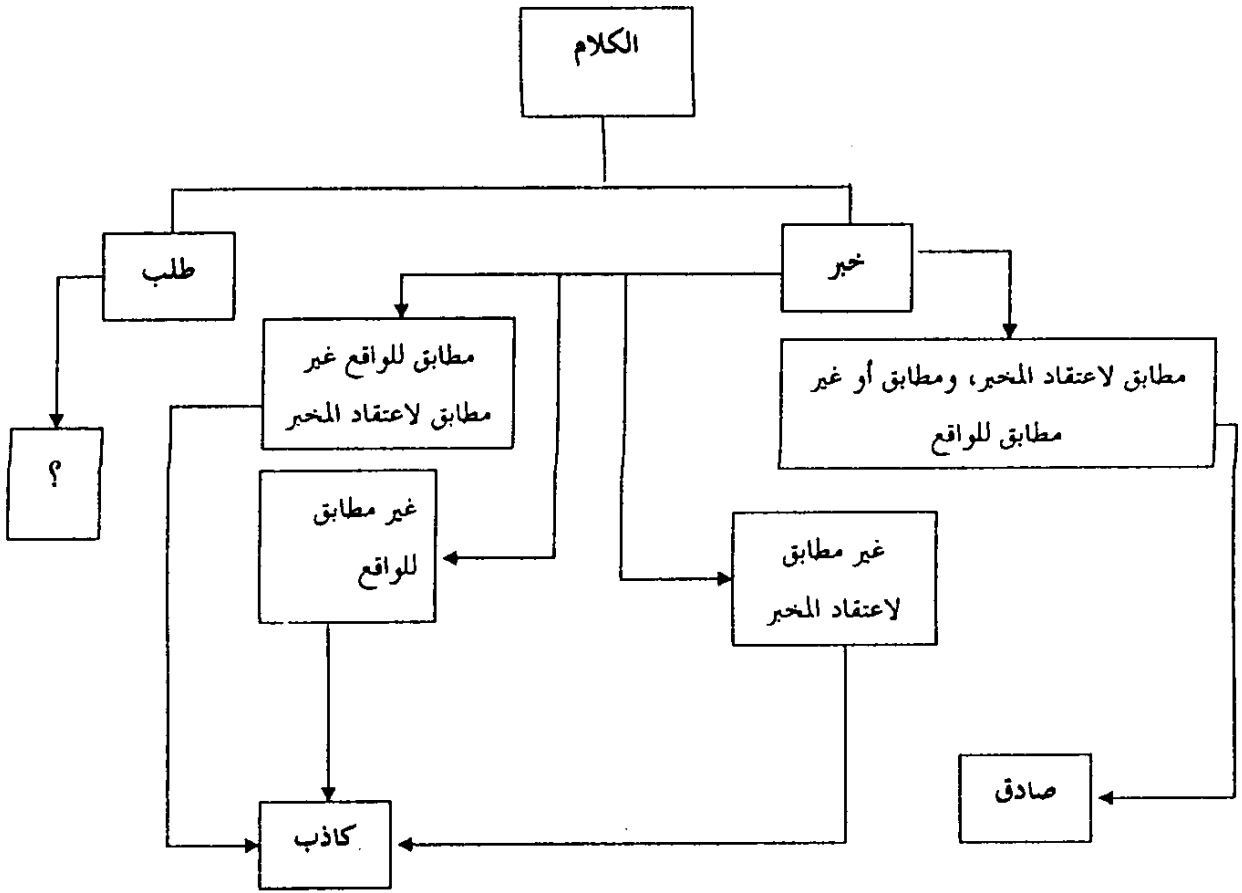 الكلام
خبر
طلب
مطابق لاعتقاد المخبر، ومطابق أو غير
مطابق للواقع
مطابق للواقع غير
مطابق لاعتقاد المخبر
؟
غير مطابق
للواقع
غير مطابق
لاعتقاد المخبر
صادق
كاذب